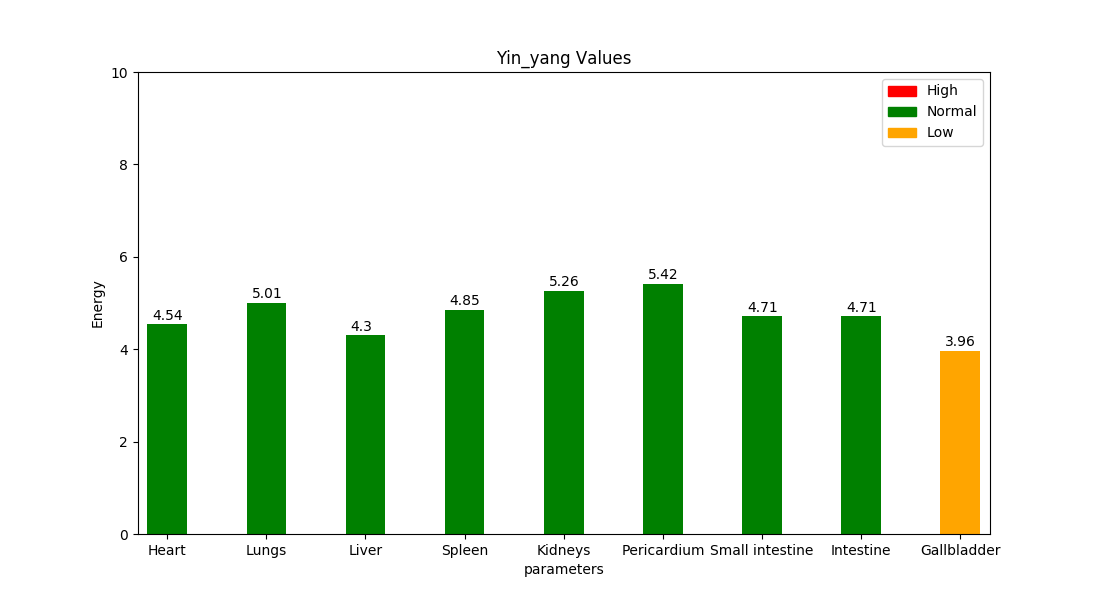 Yin_yang Values
High
Normal
Low
Energy
10
8
6
4
2
0
4.54
5.01
4.3
4.85
5.26
5.42
4.71
4.71
3.96
Heart Lungs Liver Spleen Kidneys Pericardium Small intestine Intestine Gallbladder
parameters